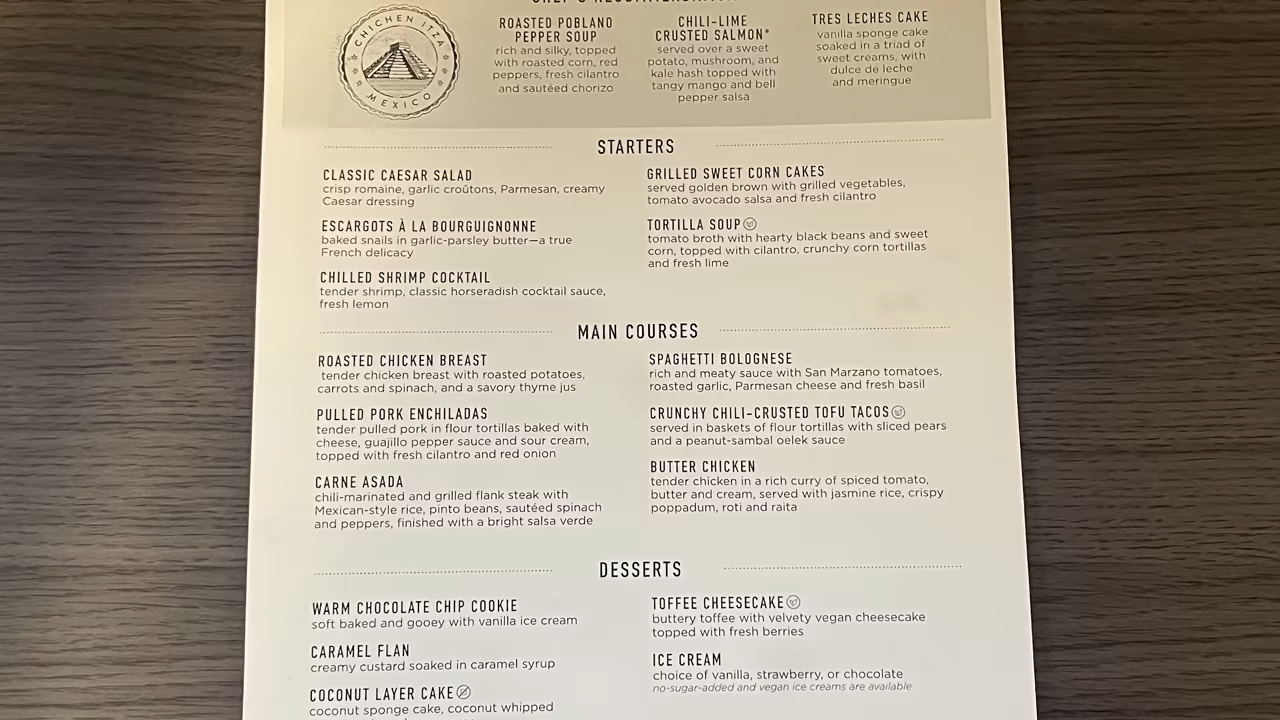 CHEF'S RECOMMENDATION
CHICHEN ITZA
MEXICO
ROASTED POBLANO
PEPPER SOUP
rich and silky, topped
with roasted corn, red
peppers, fresh cilantro
and sautéed chorizo
CHILI-LIME
CRUSTED SALMON*
served over a sweet
potato, mushroom, and
kale hash topped with
tangy mango and bell
pepper salsa
TRES LECHES CAKE
vanilla sponge cake
soaked in a triad of
sweet creams, with
dulce de leche
and meringue
STARTERS
CLASSIC CAESAR SALAD
crisp romaine, garlic croûtons, Parmesan, creamy
Caesar dressing
ESCARGOTS À LA BOURGUIGNONNE
baked snails in garlic-parsley butter—a true
French delicacy
CHILLED SHRIMP COCKTAIL
tender shrimp, classic horseradish cocktail sauce,
fresh lemon
GRILLED SWEET CORN CAKES
served golden brown with grilled vegetables,
tomato avocado salsa and fresh cilantro
TORTILLA SOUP
tomato broth with hearty black beans and sweet
corn, topped with cilantro, crunchy corn tortillas
and fresh lime
MAIN COURSES
ROASTED CHICKEN BREAST
tender chicken breast with roasted potatoes,
carrots and spinach, and a savory thyme jus
PULLED PORK ENCHILADAS
tender pulled pork in flour tortillas baked with
cheese, guajillo pepper sauce and sour cream,
topped with fresh cilantro and red onion
CARNE ASADA
chili-marinated and grilled flank steak with
Mexican-style rice, pinto beans, sautéed spinach
and peppers, finished with a bright salsa verde
SPAGHETTI BOLOGNESE
rich and meaty sauce with San Marzano tomatoes,
roasted garlic, Parmesan cheese and fresh basil
CRUNCHY CHILI-CRUSTED TOFU TACOS
served in baskets of flour tortillas with sliced pears
and a peanut-sambal oelek sauce
BUTTER CHICKEN
tender chicken in a rich curry of spiced tomato,
butter and cream, served with jasmine rice, crispy
poppadum, roti and raita
DESSERTS
WARM CHOCOLATE CHIP COOKIE
soft baked and gooey with vanilla ice cream
CARAMEL FLAN
creamy custard soaked in caramel syrup
COCONUT LAYER CAKE
coconut sponge cake, coconut whipped
TOFFEE CHEESECAKE
buttery toffee with velvety vegan cheesecake
topped with fresh berries
ICE CREAM
choice of vanilla, strawberry, or chocolate
no-sugar-added and vegan ice creams are available